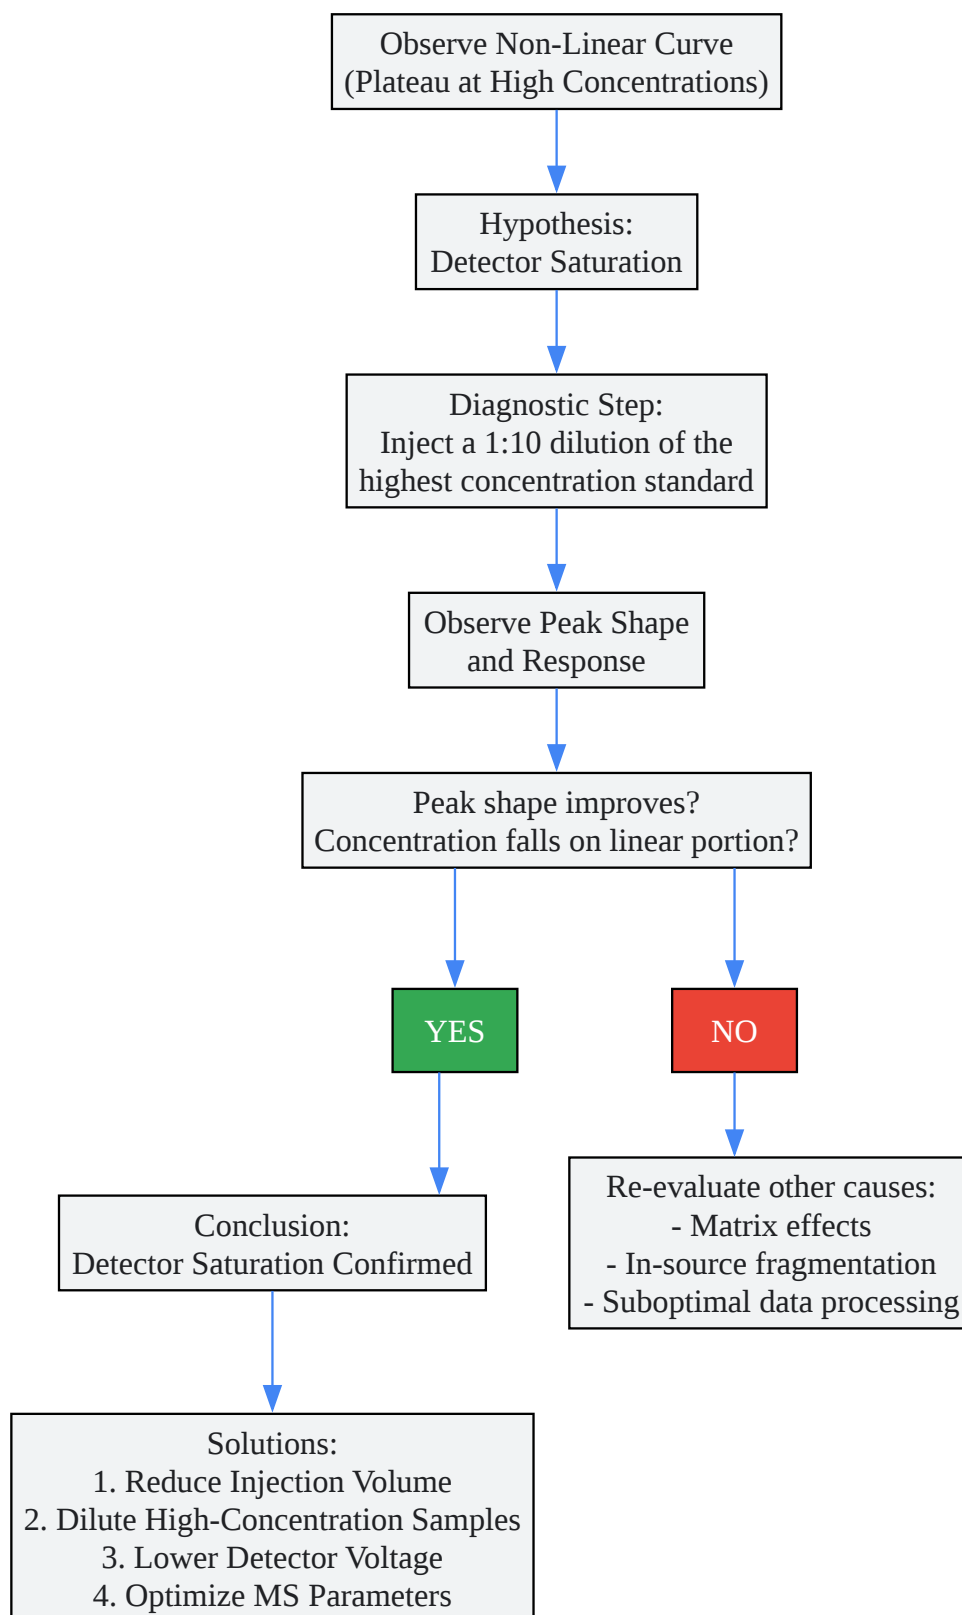 Observe Non-Linear Curve
(Plateau at High Concentrations)
Hypothesis:
Detector Saturation
Diagnostic Step:
Inject a 1:10 dilution of the
highest concentration standard
Observe Peak Shape
and Response
Peak shape improves?
Concentration falls on linear portion?
YES
NO
Re-evaluate other causes:
- Matrix effects
- In-source fragmentation
- Suboptimal data processing
Conclusion:
Detector Saturation Confirmed
Solutions:
1. Reduce Injection Volume
2. Dilute High-Concentration Samples
3. Lower Detector Voltage
4. Optimize MS Parameters